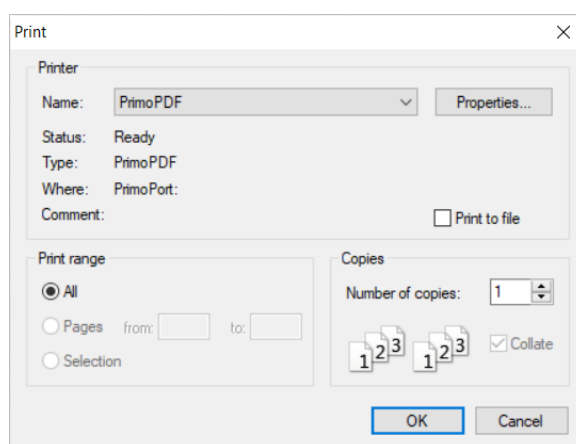 Print
Printer
Name: PrimoPDF Properties...
Status: Ready
Type: PrimoPDF
Where: PrimoPort:
Comment:
Print to file
Print range
All
Pages from: to:
Selection
Copies
Number of copies: 1
1 2 3 1 2 3 Collate
OK Cancel